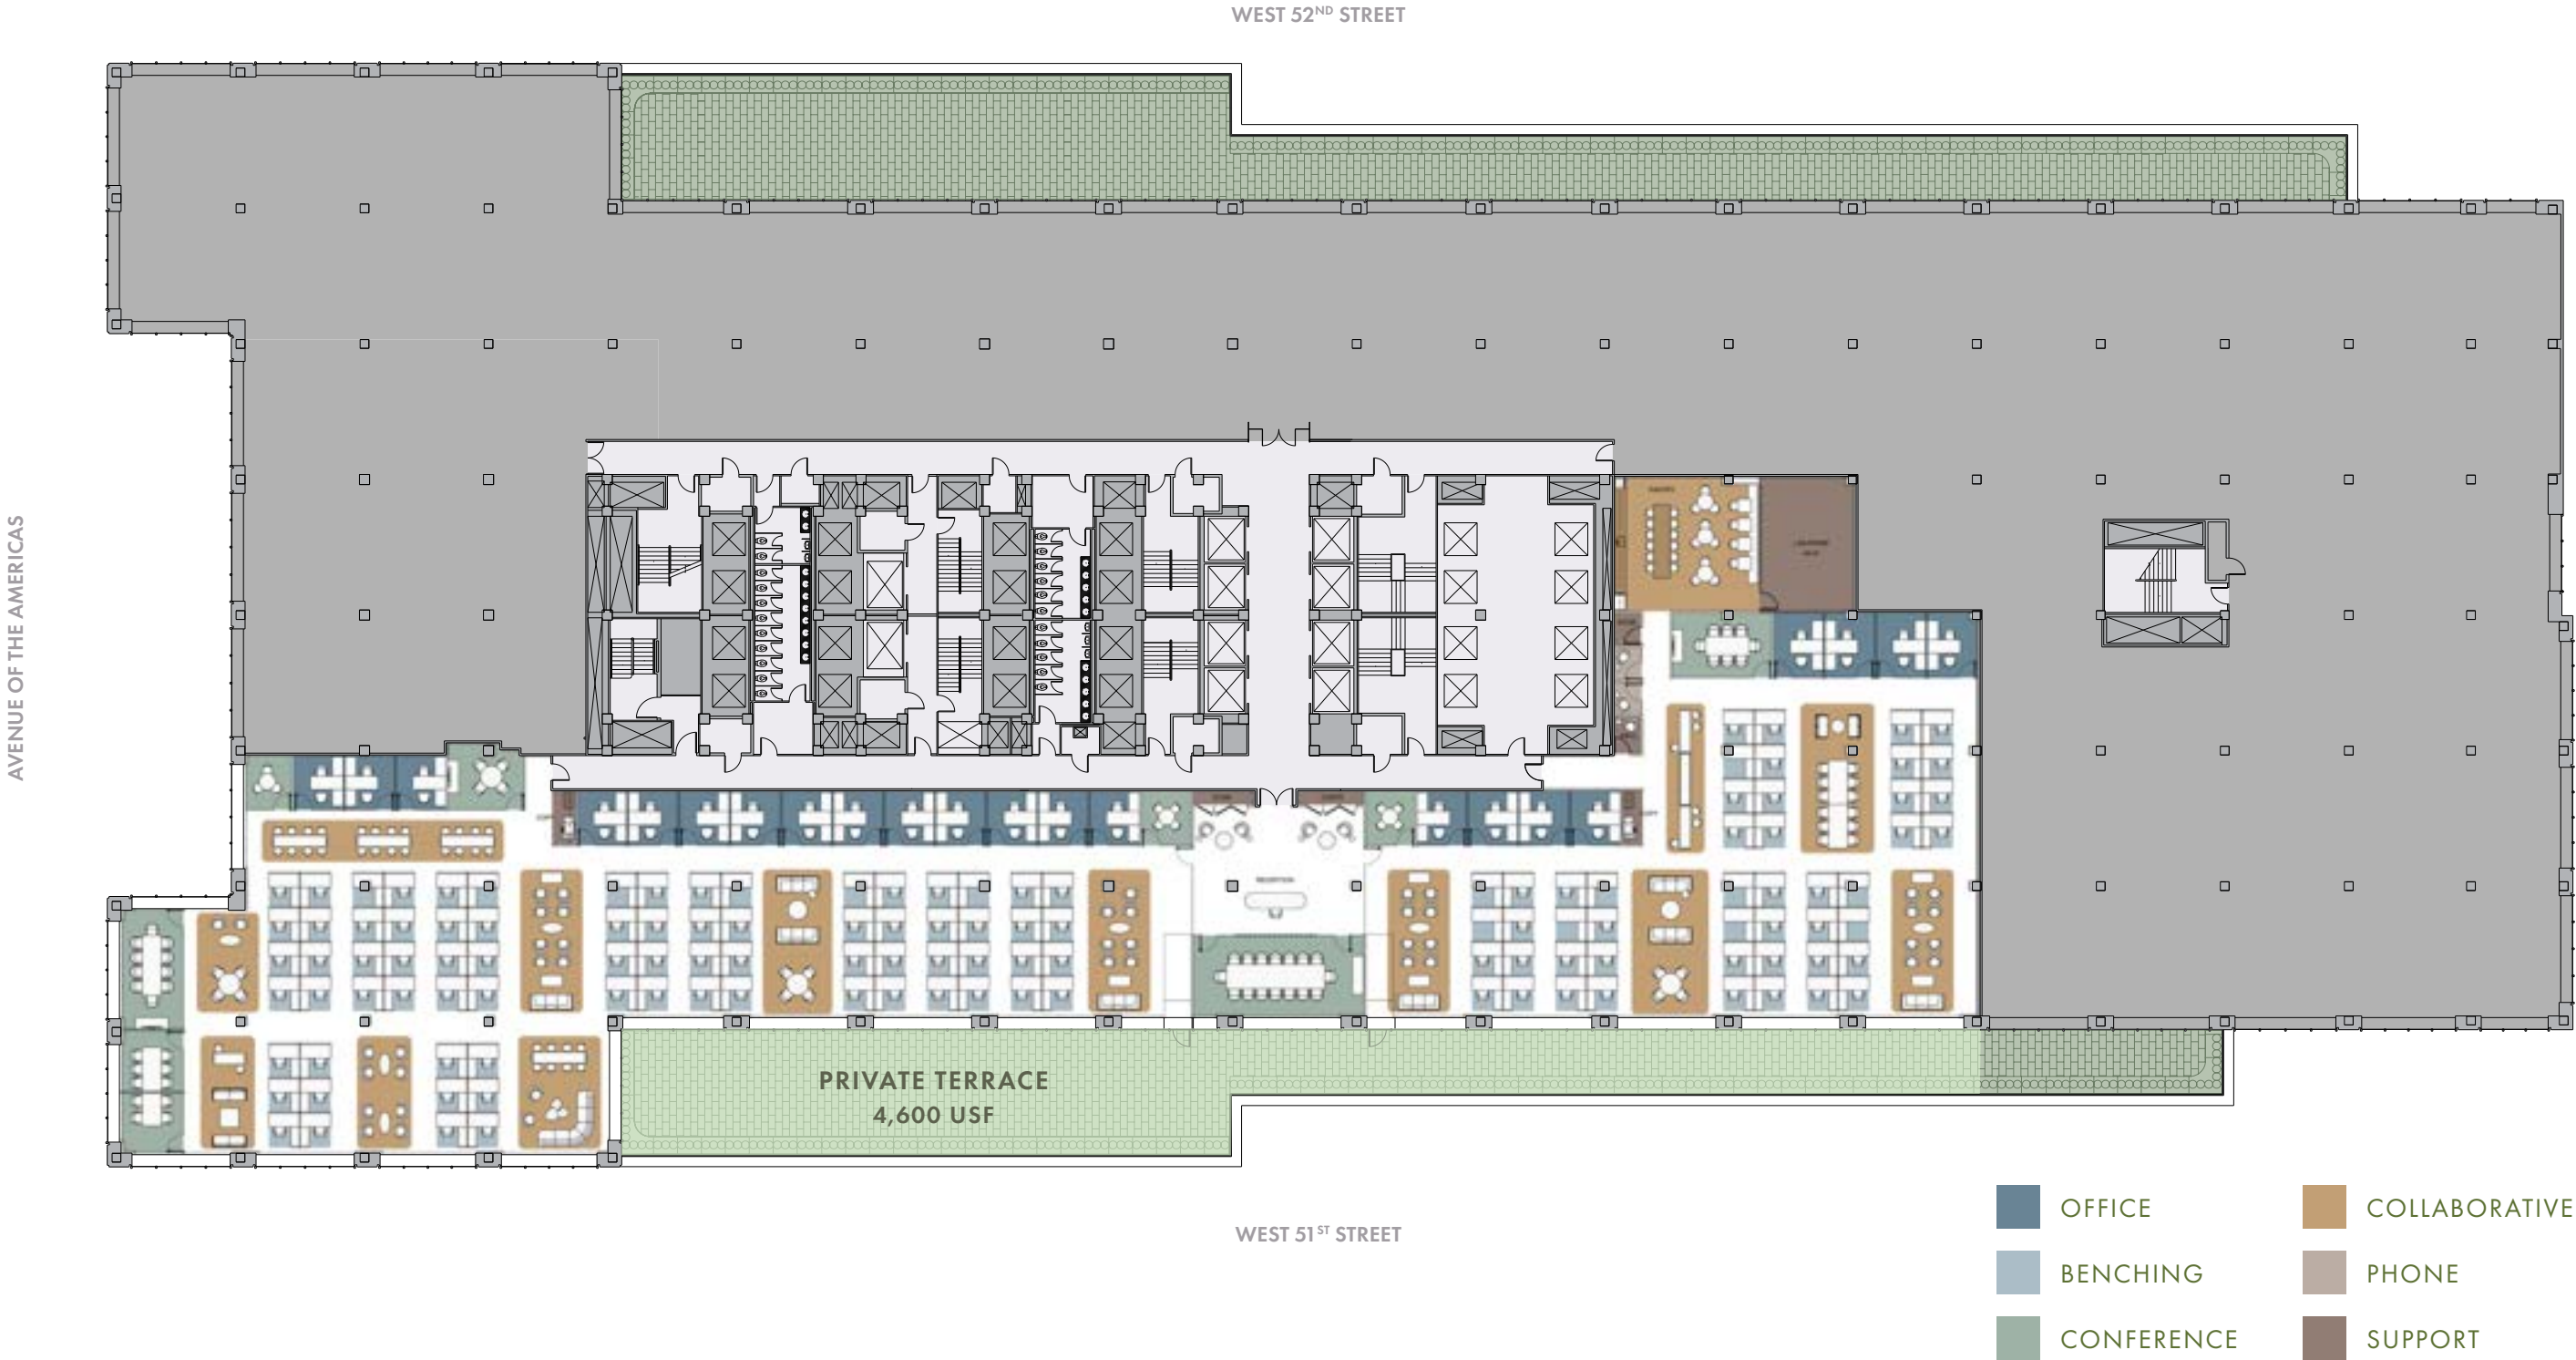 WEST 52ND STREET
AVENUE OF THE AMERICAS
RECEPTION
PRIVATE TERRACE
4,600 USF
WEST 51ST STREET
OFFICE
COLLABORATIVE
BENCHING
PHONE
CONFERENCE
SUPPORT